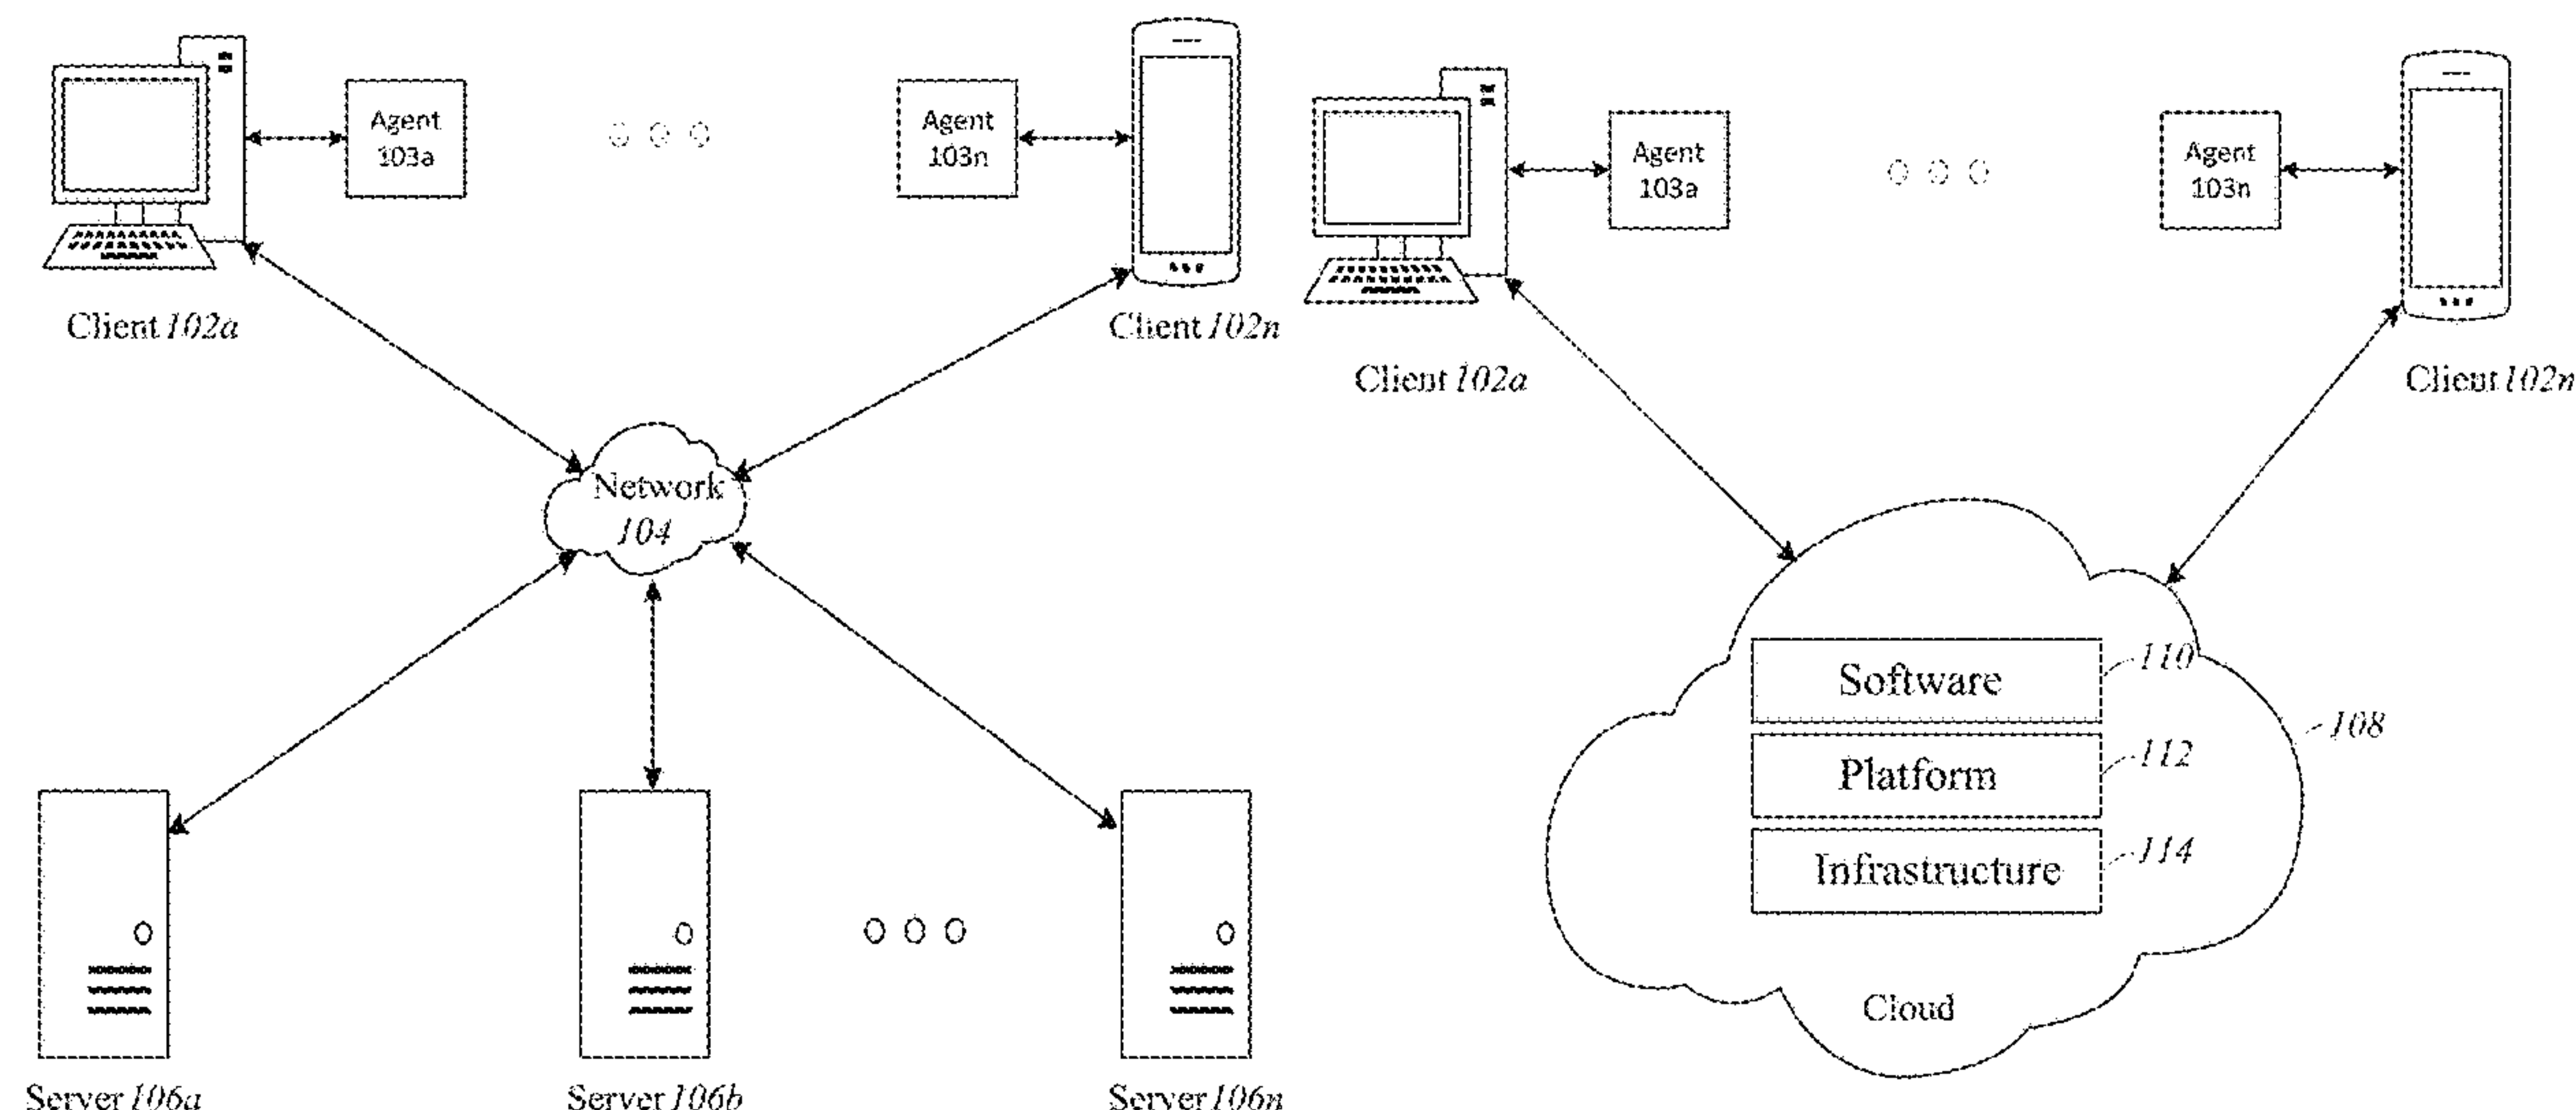 Agent
103a
Agent
103n
Client 102a
Client 102n
Network
104
Server 106a
Server 106b
Server 106n
Agent
103a
Agent
103n
Client 102a
Client 102n
Software
110
Platform
112
Infrastructure
114
108
Cloud